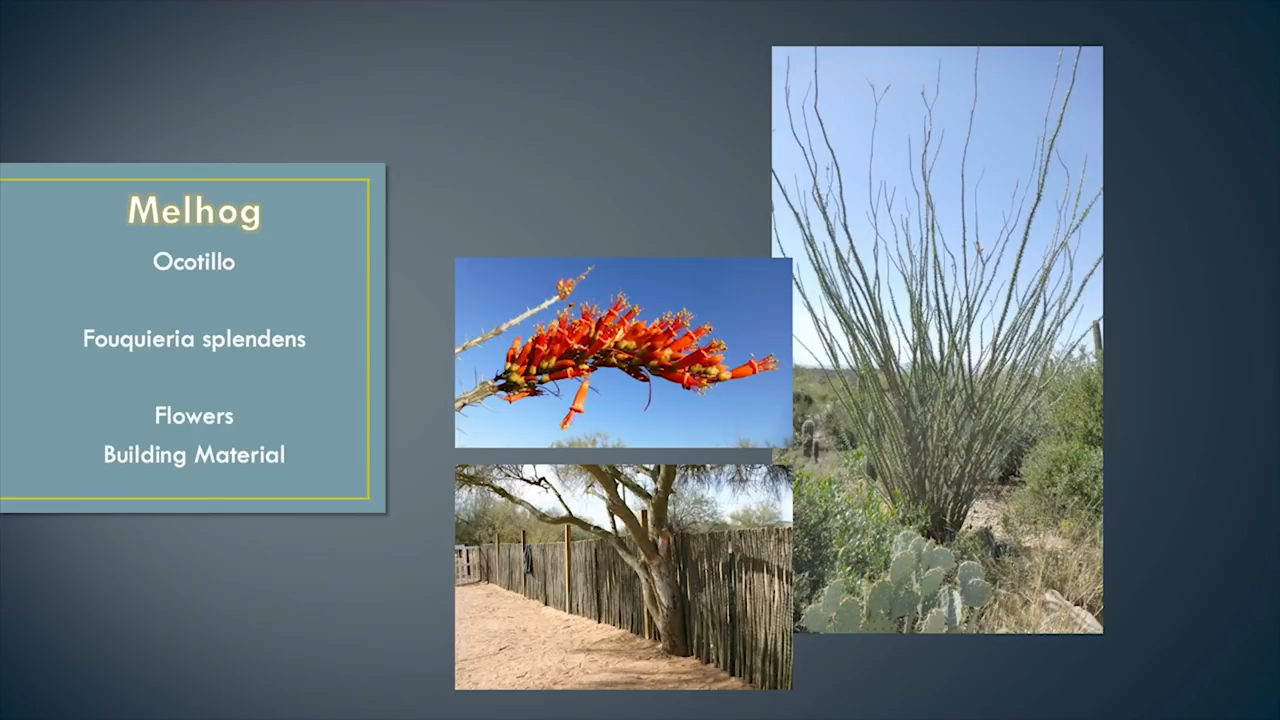 Melhog
Ocotillo
Fouquieria splendens
Flowers
Building Material